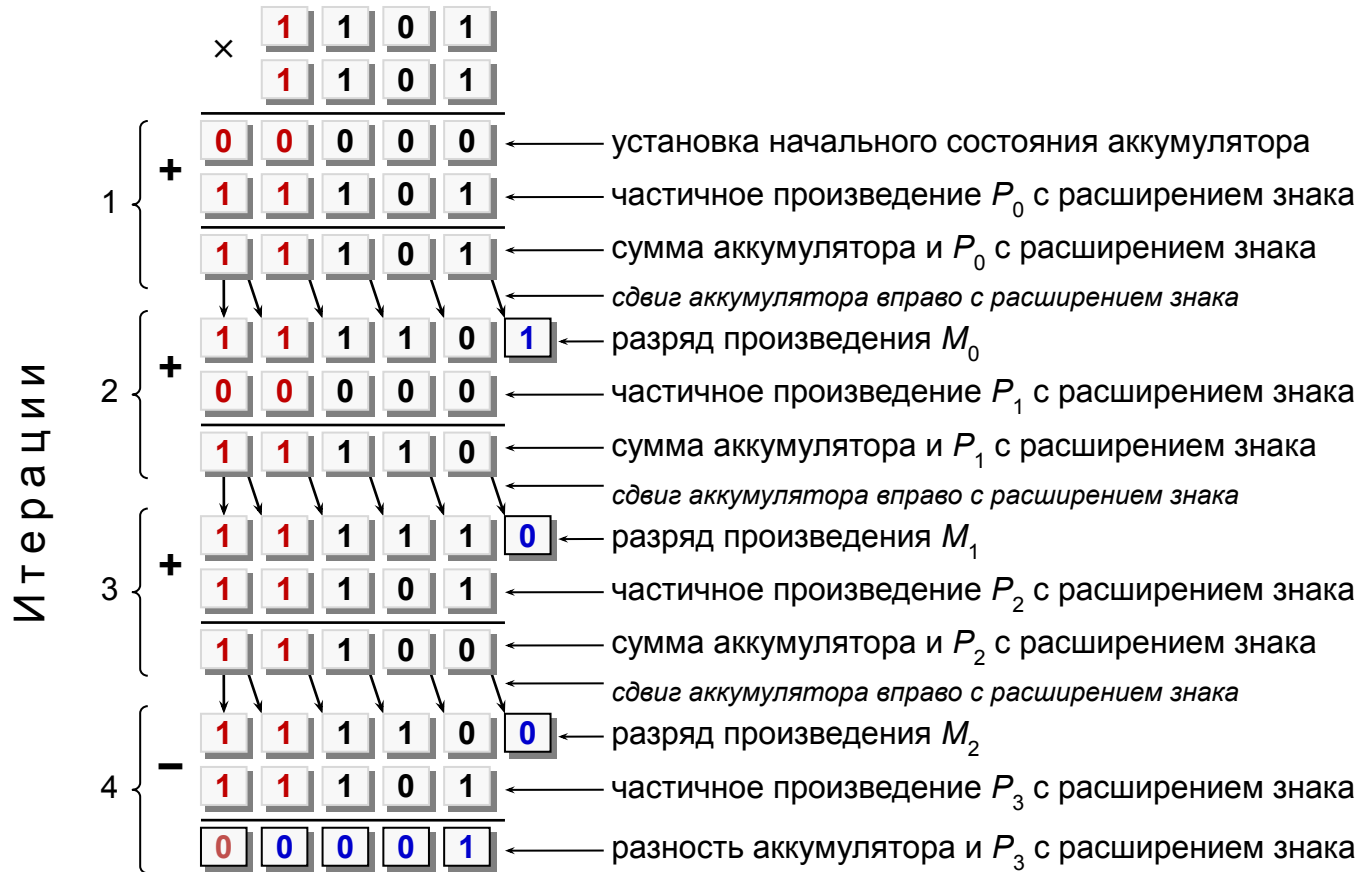 1 1 0 1
×
1 1 0 1
0 0 0 0 0 установка начального состояния аккумулятора
+
1 1 1 0 1 частичное произведение P0 с расширением знака
1
1 1 1 0 1 сумма аккумулятора и P0 с расширением знака
сдвиг аккумулятора вправо с расширением знака
1 1 1 1 0 1 разряд произведения M0
+
2
0 0 0 0 0 частичное произведение P1 с расширением знака
1 1 1 1 0 сумма аккумулятора и P1 с расширением знака
сдвиг аккумулятора вправо с расширением знака
1 1 1 1 1 0 разряд произведения M1
+
3
1 1 1 0 1 частичное произведение P2 с расширением знака
1 1 1 0 0 сумма аккумулятора и P2 с расширением знака
сдвиг аккумулятора вправо с расширением знака
1 1 1 1 0 0 разряд произведения M2
–
4
1 1 1 0 1 частичное произведение P3 с расширением знака
0 0 0 0 1 разность аккумулятора и P3 с расширением знака
Итерации